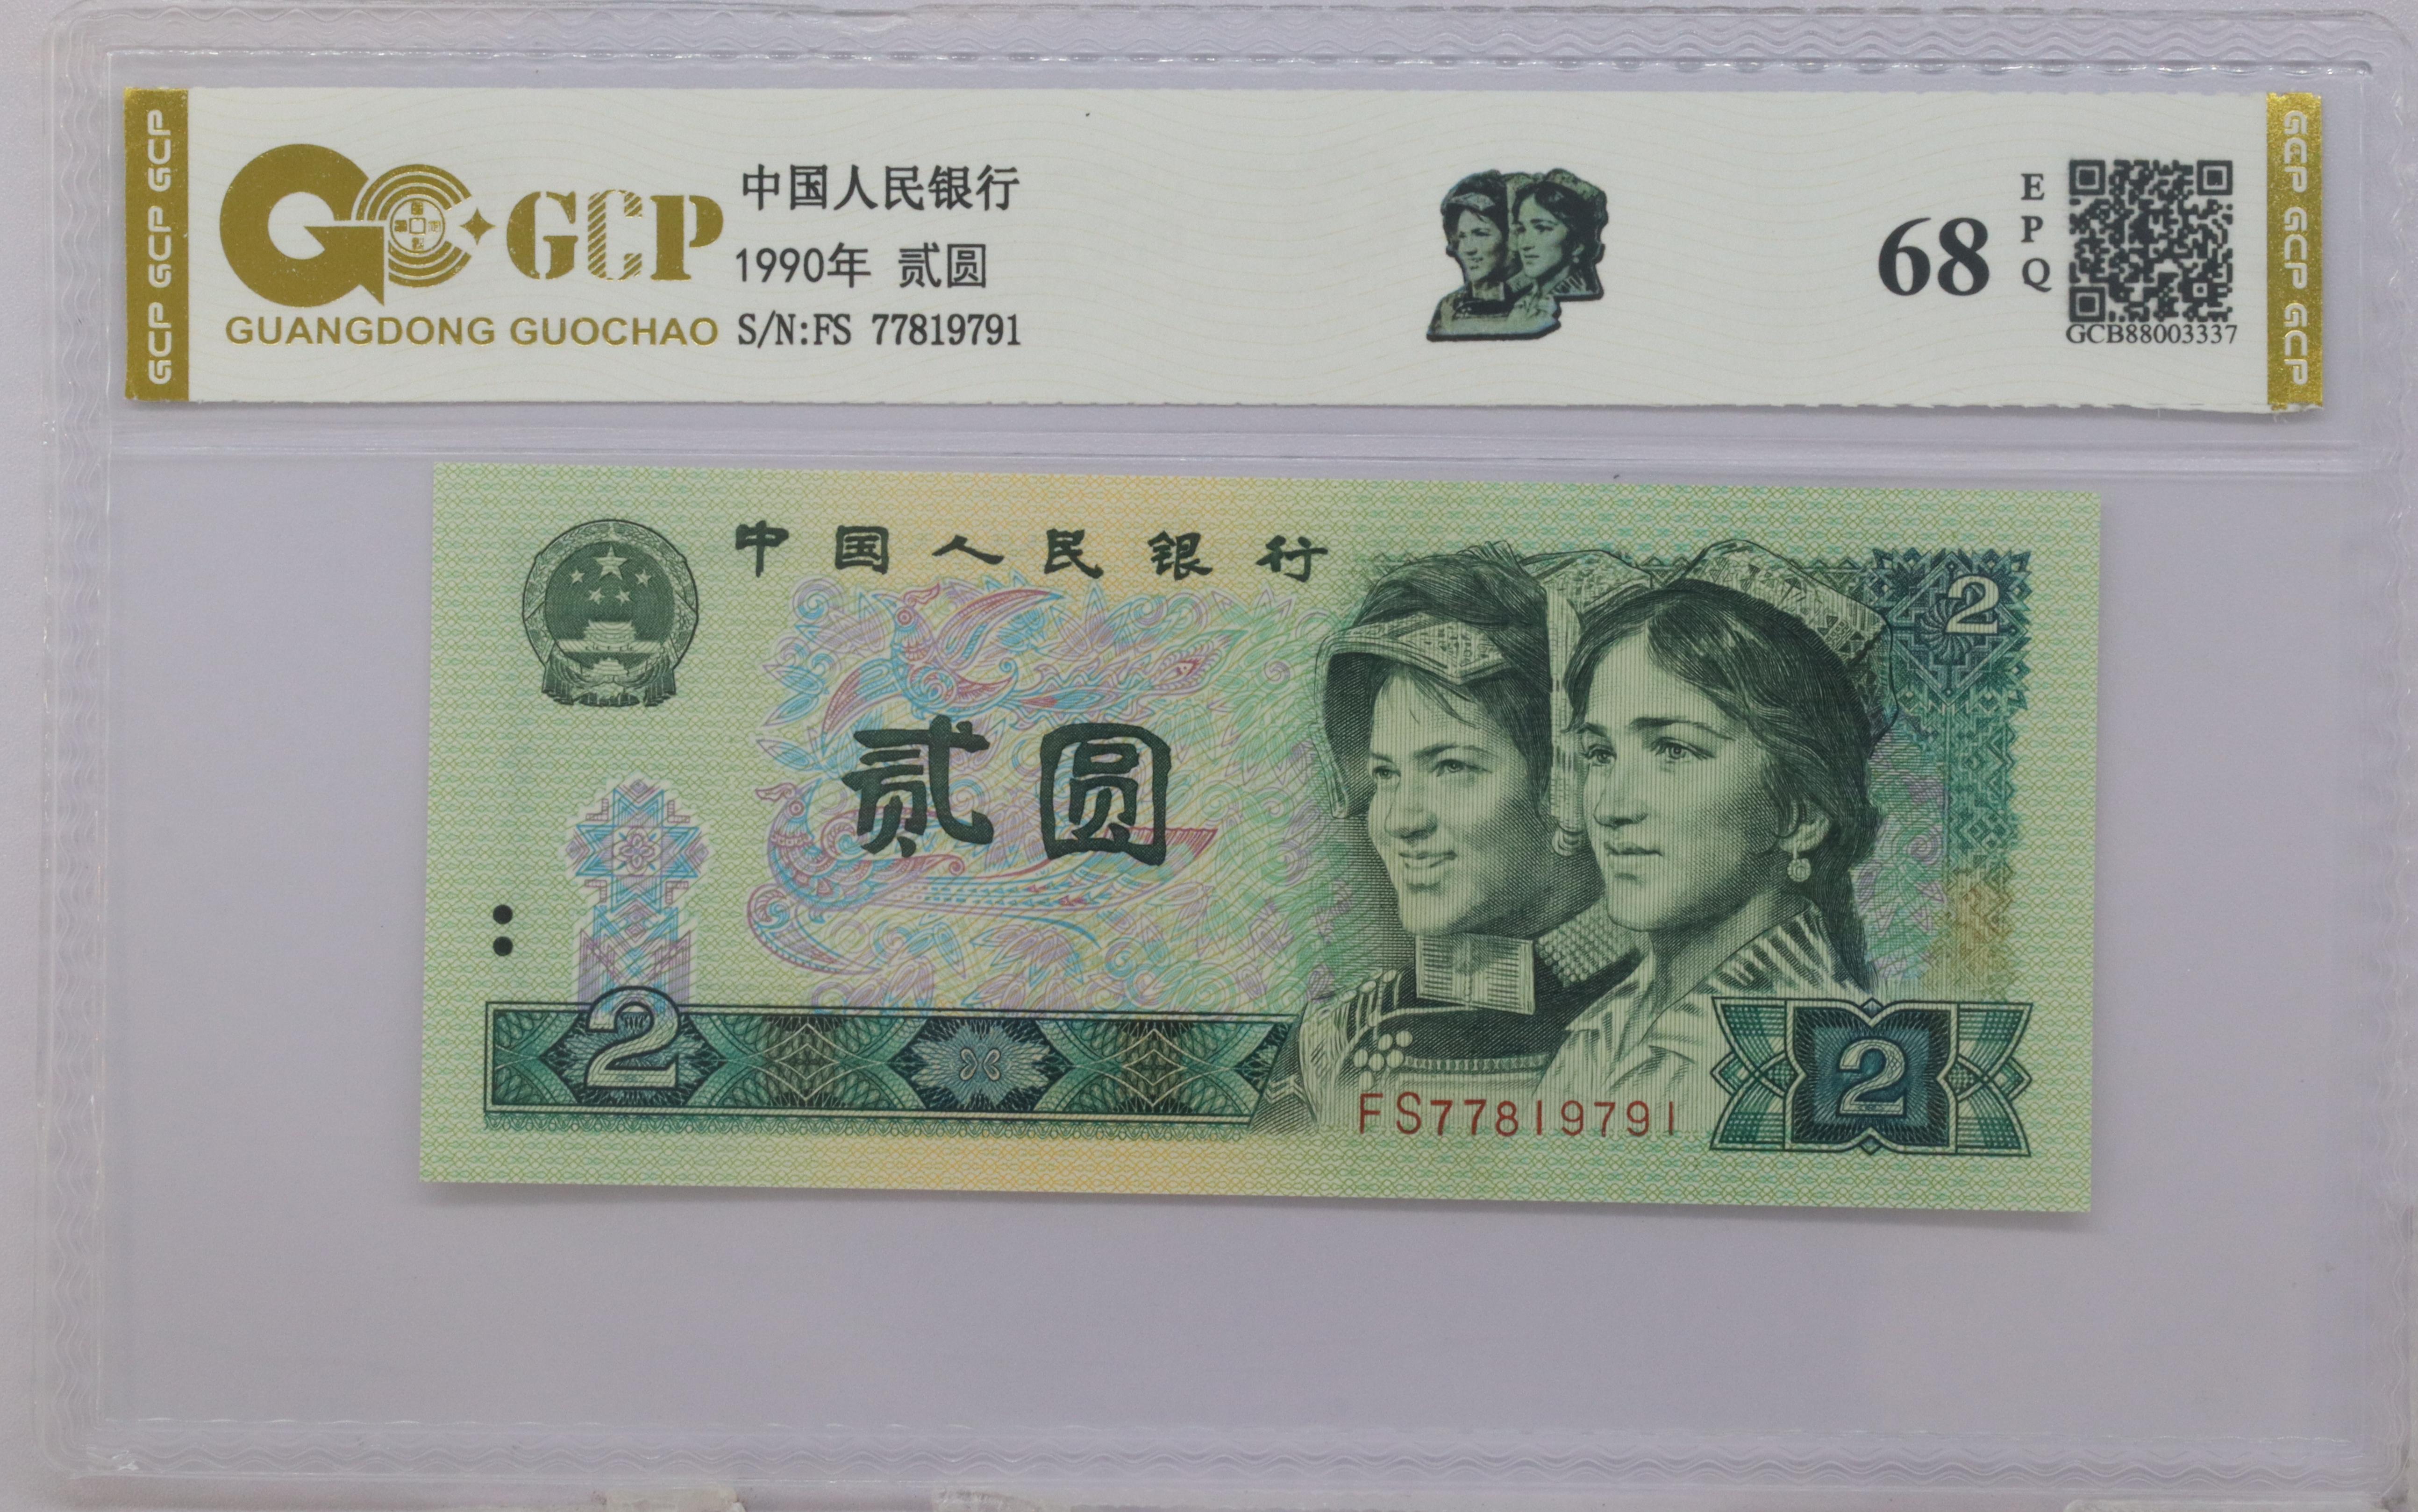 GCP GCP GCP
GCP
GUANGDONG GUOCHAO
中国人民银行
1990年 贰圆
S/N:FS 77819791
68
E
P
Q
GCB88003337
GCP GCP GCP
中国人民银行
2
贰圆
2
FS77819791
2